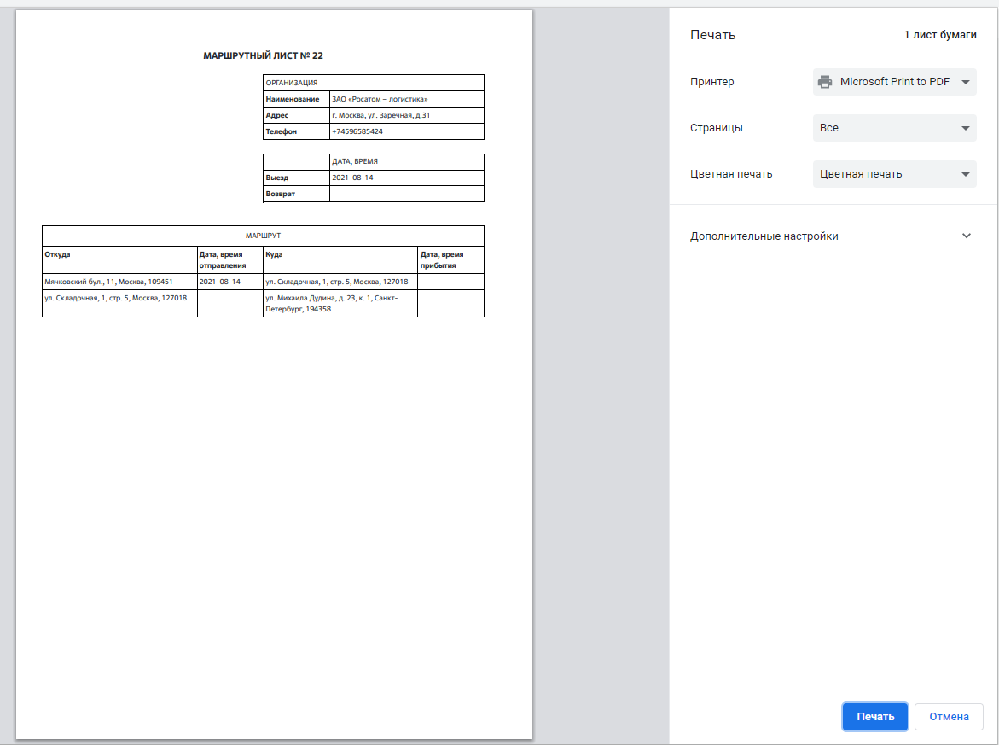 МАРШРУТНЫЙ ЛИСТ № 22
ОРГАНИЗАЦИЯ
Наименование ЗАО «Росатом – логистика»
Адрес г. Москва, ул. Заречная, д.31
Телефон +74596585424
ДАТА, ВРЕМЯ
Выезд 2021-08-14
Возврат
МАРШРУТ
Откуда Дата, время Куда Дата, время
отправления прибытия
Мячковский бул., 11, Москва, 109451 2021-08-14 ул. Складочная, 1, стр. 5, Москва, 127018
ул. Складочная, 1, стр. 5, Москва, 127018 ул. Михаила Дудина, д. 23, к. 1, Санкт-
Петербург, 194358
Печать 1 лист бумаги
Принтер Microsoft Print to PDF
Страницы Все
Цветная печать Цветная печать
Дополнительные настройки
Печать Отмена